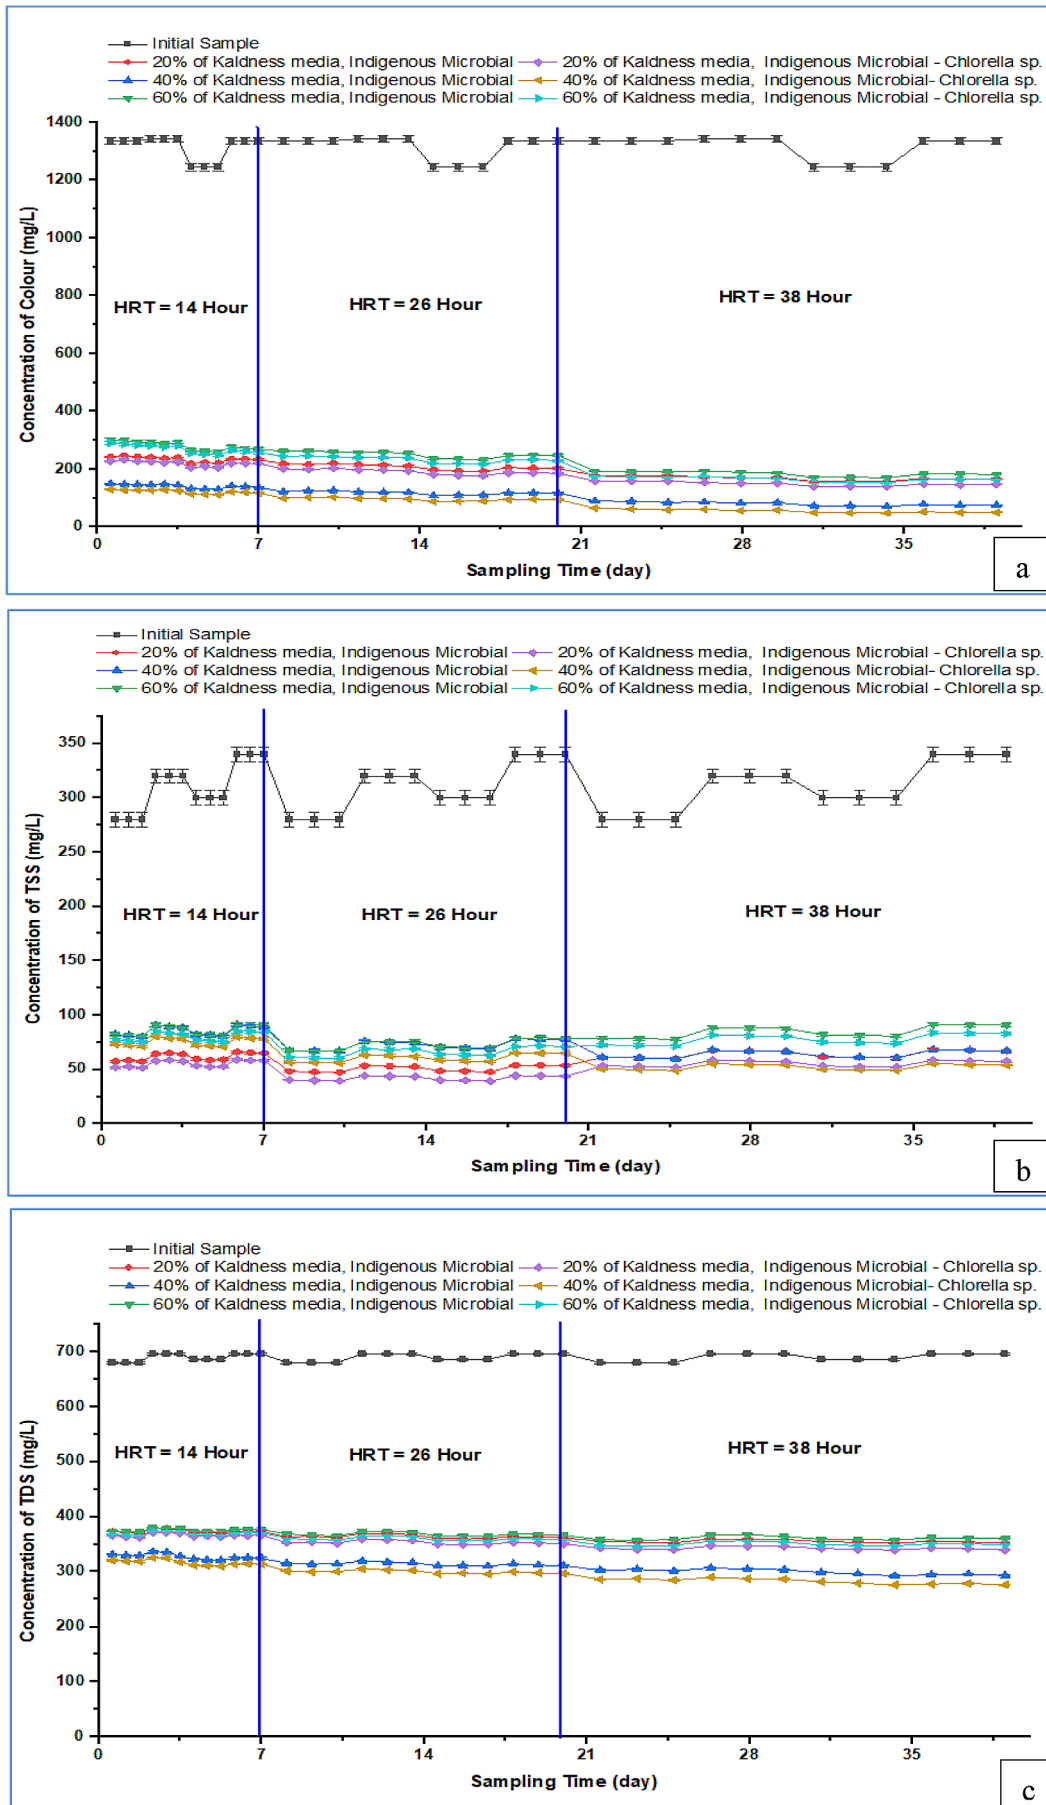 Initial Sample
20% of Kaldness media, Indigenous Microbial 20% of Kaldness media, Indigenous Microbial - Chlorella sp.
40% of Kaldness media, Indigenous Microbial 40% of Kaldness media, Indigenous Microbial- Chlorella sp.
60% of Kaldness media, Indigenous Microbial 60% of Kaldness media, Indigenous Microbial - Chlorella sp.
1400
1200
1000
800
600
400
200
0
Concentration of Colour (mg/L)
HRT = 14 Hour HRT = 26 Hour HRT = 38 Hour
0 7 14 21 28 35
Sampling Time (day)
a
Initial Sample
20% of Kaldness media, Indigenous Microbial 20% of Kaldness media, Indigenous Microbial - Chlorella sp.
40% of Kaldness media, Indigenous Microbial 40% of Kaldness media, Indigenous Microbial- Chlorella sp.
60% of Kaldness media, Indigenous Microbial 60% of Kaldness media, Indigenous Microbial - Chlorella sp.
350
300
250
200
150
100
50
0
Concentration of TSS (mg/L)
HRT = 14 Hour HRT = 26 Hour HRT = 38 Hour
0 7 14 21 28 35
Sampling Time (day)
b
Initial Sample
20% of Kaldness media, Indigenous Microbial 20% of Kaldness media, Indigenous Microbial - Chlorella sp.
40% of Kaldness media, Indigenous Microbial 40% of Kaldness media, Indigenous Microbial- Chlorella sp.
60% of Kaldness media, Indigenous Microbial 60% of Kaldness media, Indigenous Microbial - Chlorella sp.
700
600
500
400
300
200
100
0
Concentration of TDS (mg/L)
HRT = 14 Hour HRT = 26 Hour HRT = 38 Hour
0 7 14 21 28 35
Sampling Time (day)
c